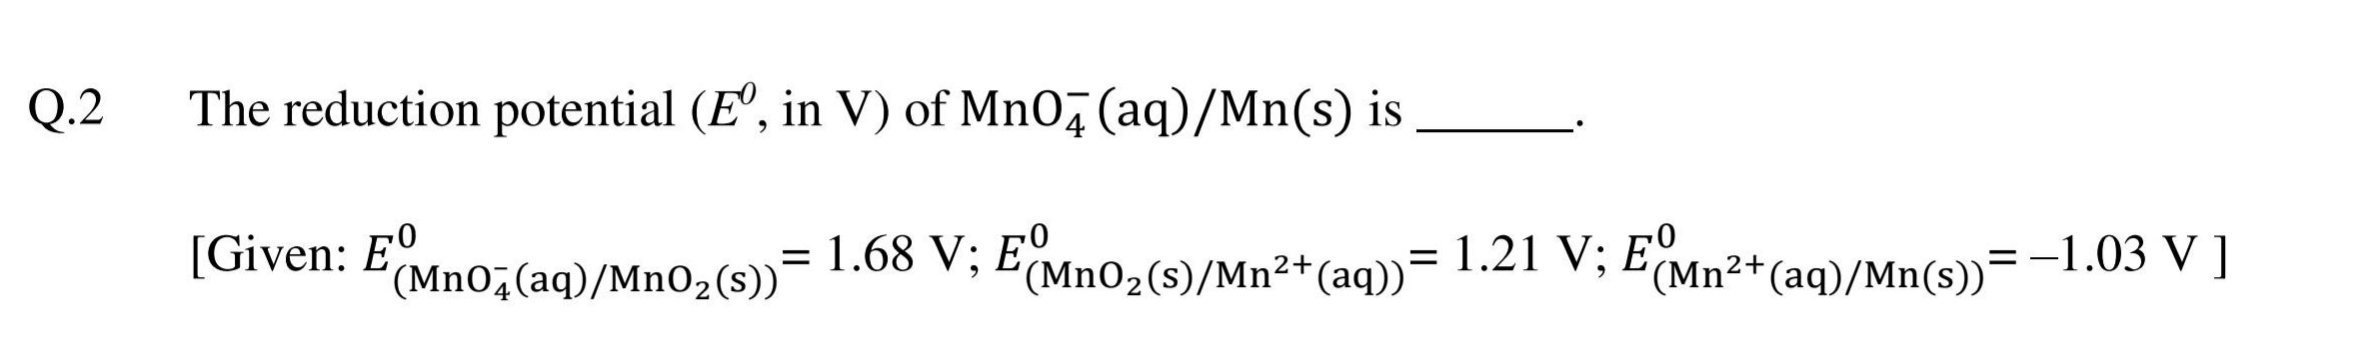 Q.2 The reduction potential (E⁰, in V) of MnO₄⁻(aq)/Mn(s) is ______.
[Given: E⁰(MnO₄⁻(aq)/MnO₂(s))= 1.68 V; E⁰(MnO₂(s)/Mn²⁺(aq))= 1.21 V; E⁰(Mn²⁺(aq)/Mn(s))= –1.03 V ]